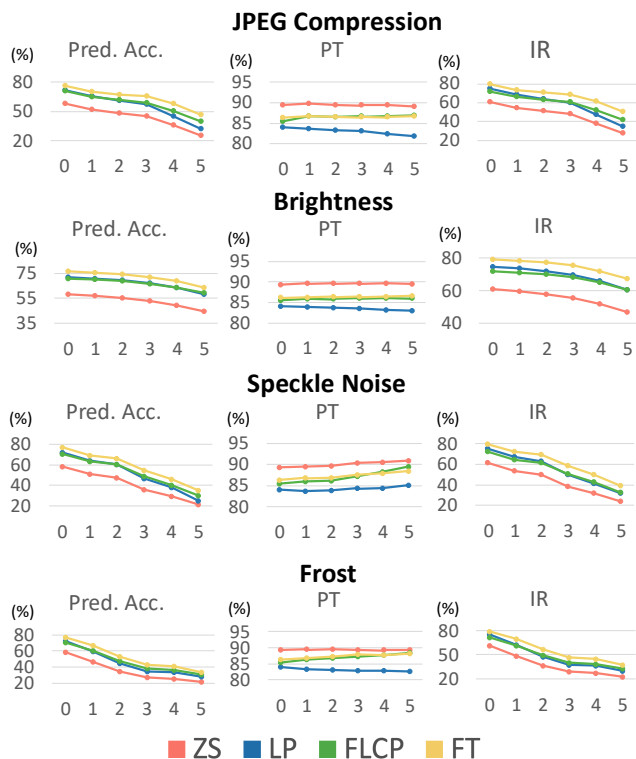 JPEG Compression
Pred. Acc. PT IR
(%) (%) (%)
80 95 80
50 90 60
20 85 40
80 20
0 1 2 3 4 5 0 1 2 3 4 5 0 1 2 3 4 5
Brightness
Pred. Acc. PT IR
(%) (%) (%)
75 95 80
55 90 60
35 85 40
80
0 1 2 3 4 5 0 1 2 3 4 5 0 1 2 3 4 5
Speckle Noise
Pred. Acc. PT IR
(%) (%) (%)
80 95 80
60 90 60
40 85 40
20 80 20
0 1 2 3 4 5 0 1 2 3 4 5 0 1 2 3 4 5
Frost
Pred. Acc. PT IR
(%) (%) (%)
80 95 80
60 90 50
40 85 20
20 80
0 1 2 3 4 5 0 1 2 3 4 5 0 1 2 3 4 5
ZS LP FLCP FT